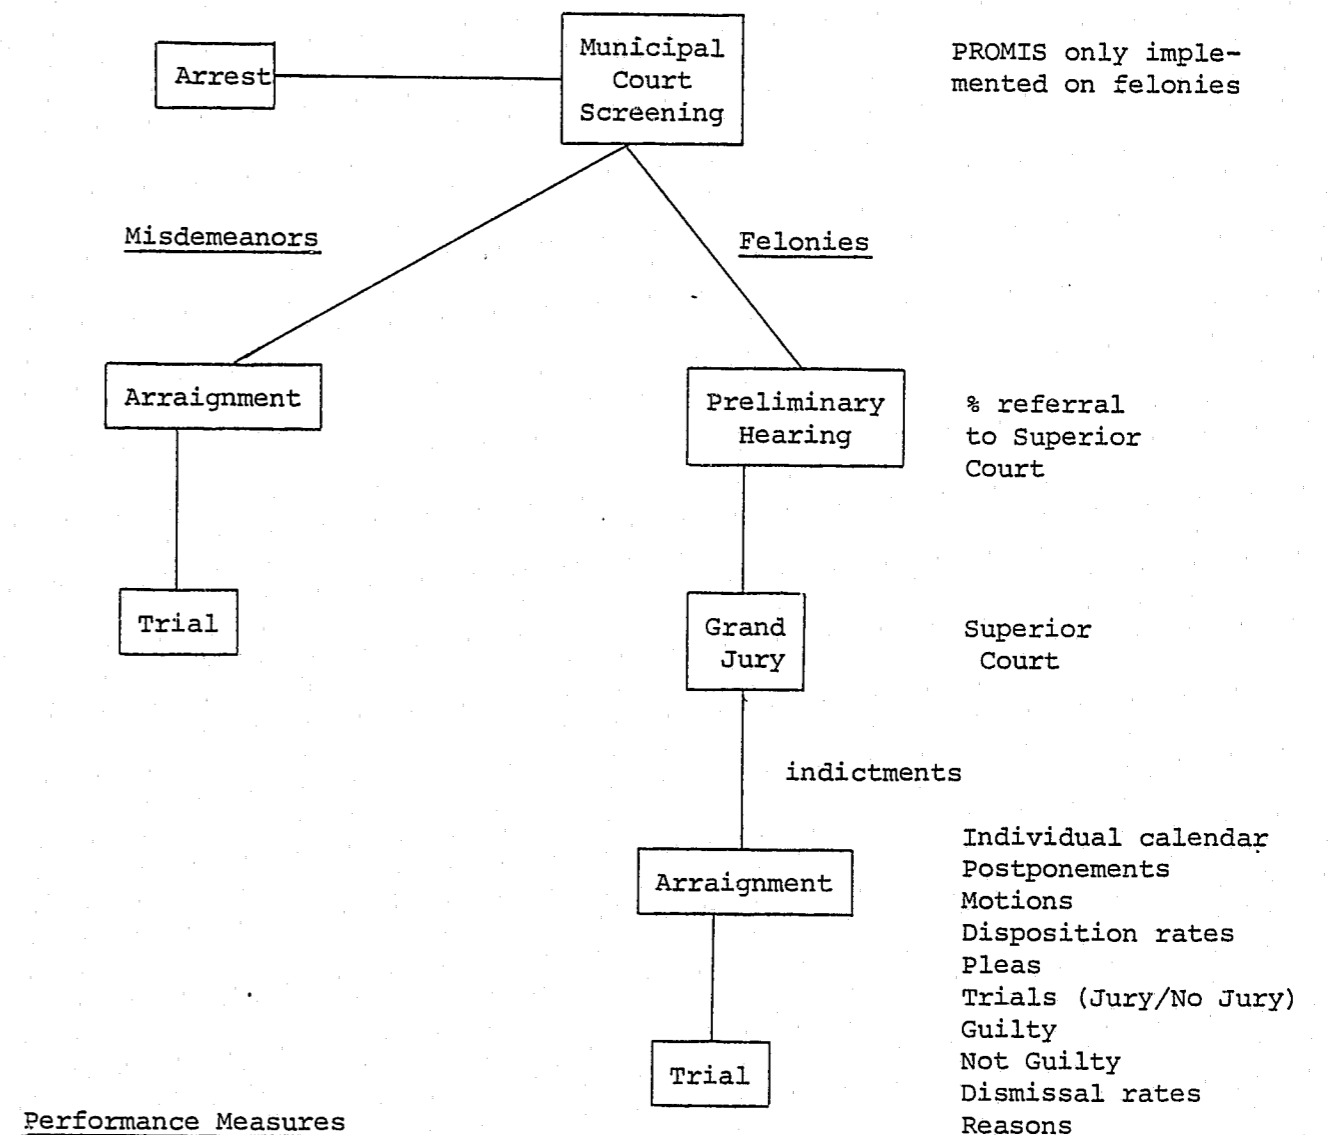 Arrest
Municipal
Court
Screening
PROMIS only imple-
mented on felonies
Misdemeanors
Felonies
Arraignment
Preliminary
Hearing
% referral
to Superior
Court
Trial
Grand
Jury
Superior
Court
indictments
Arraignment
Individual calendar
Postponements
Motions
Disposition rates
Pleas
Trials (Jury/No Jury)
Guilty
Not Guilty
Dismissal rates
Reasons
Trial
Performance Measures